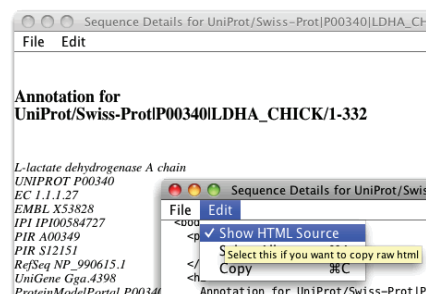 Sequence Details for UniProt/Swiss-Prot|P00340|LDHA_CH
File Edit
Annotation for
UniProt/Swiss-Prot|P00340|LDHA_CHICK/1-332
L-lactate dehydrogenase A chain
UNIPROT P00340
EC 1.1.1.27
EMBL X53828
IPI IPI00584727
PIR A00349
PIR S12151
RefSeq NP_990615.1
UniGene Gga.4398
ProteinModelPortal P00340
Sequence Details for UniProt/Swis
File Edit
<bod
✓ Show HTML Source
<p
Select this if you want to copy raw html
</
Copy ⌘C
<h
Annotation for UniProt/Swiss-Prot|P